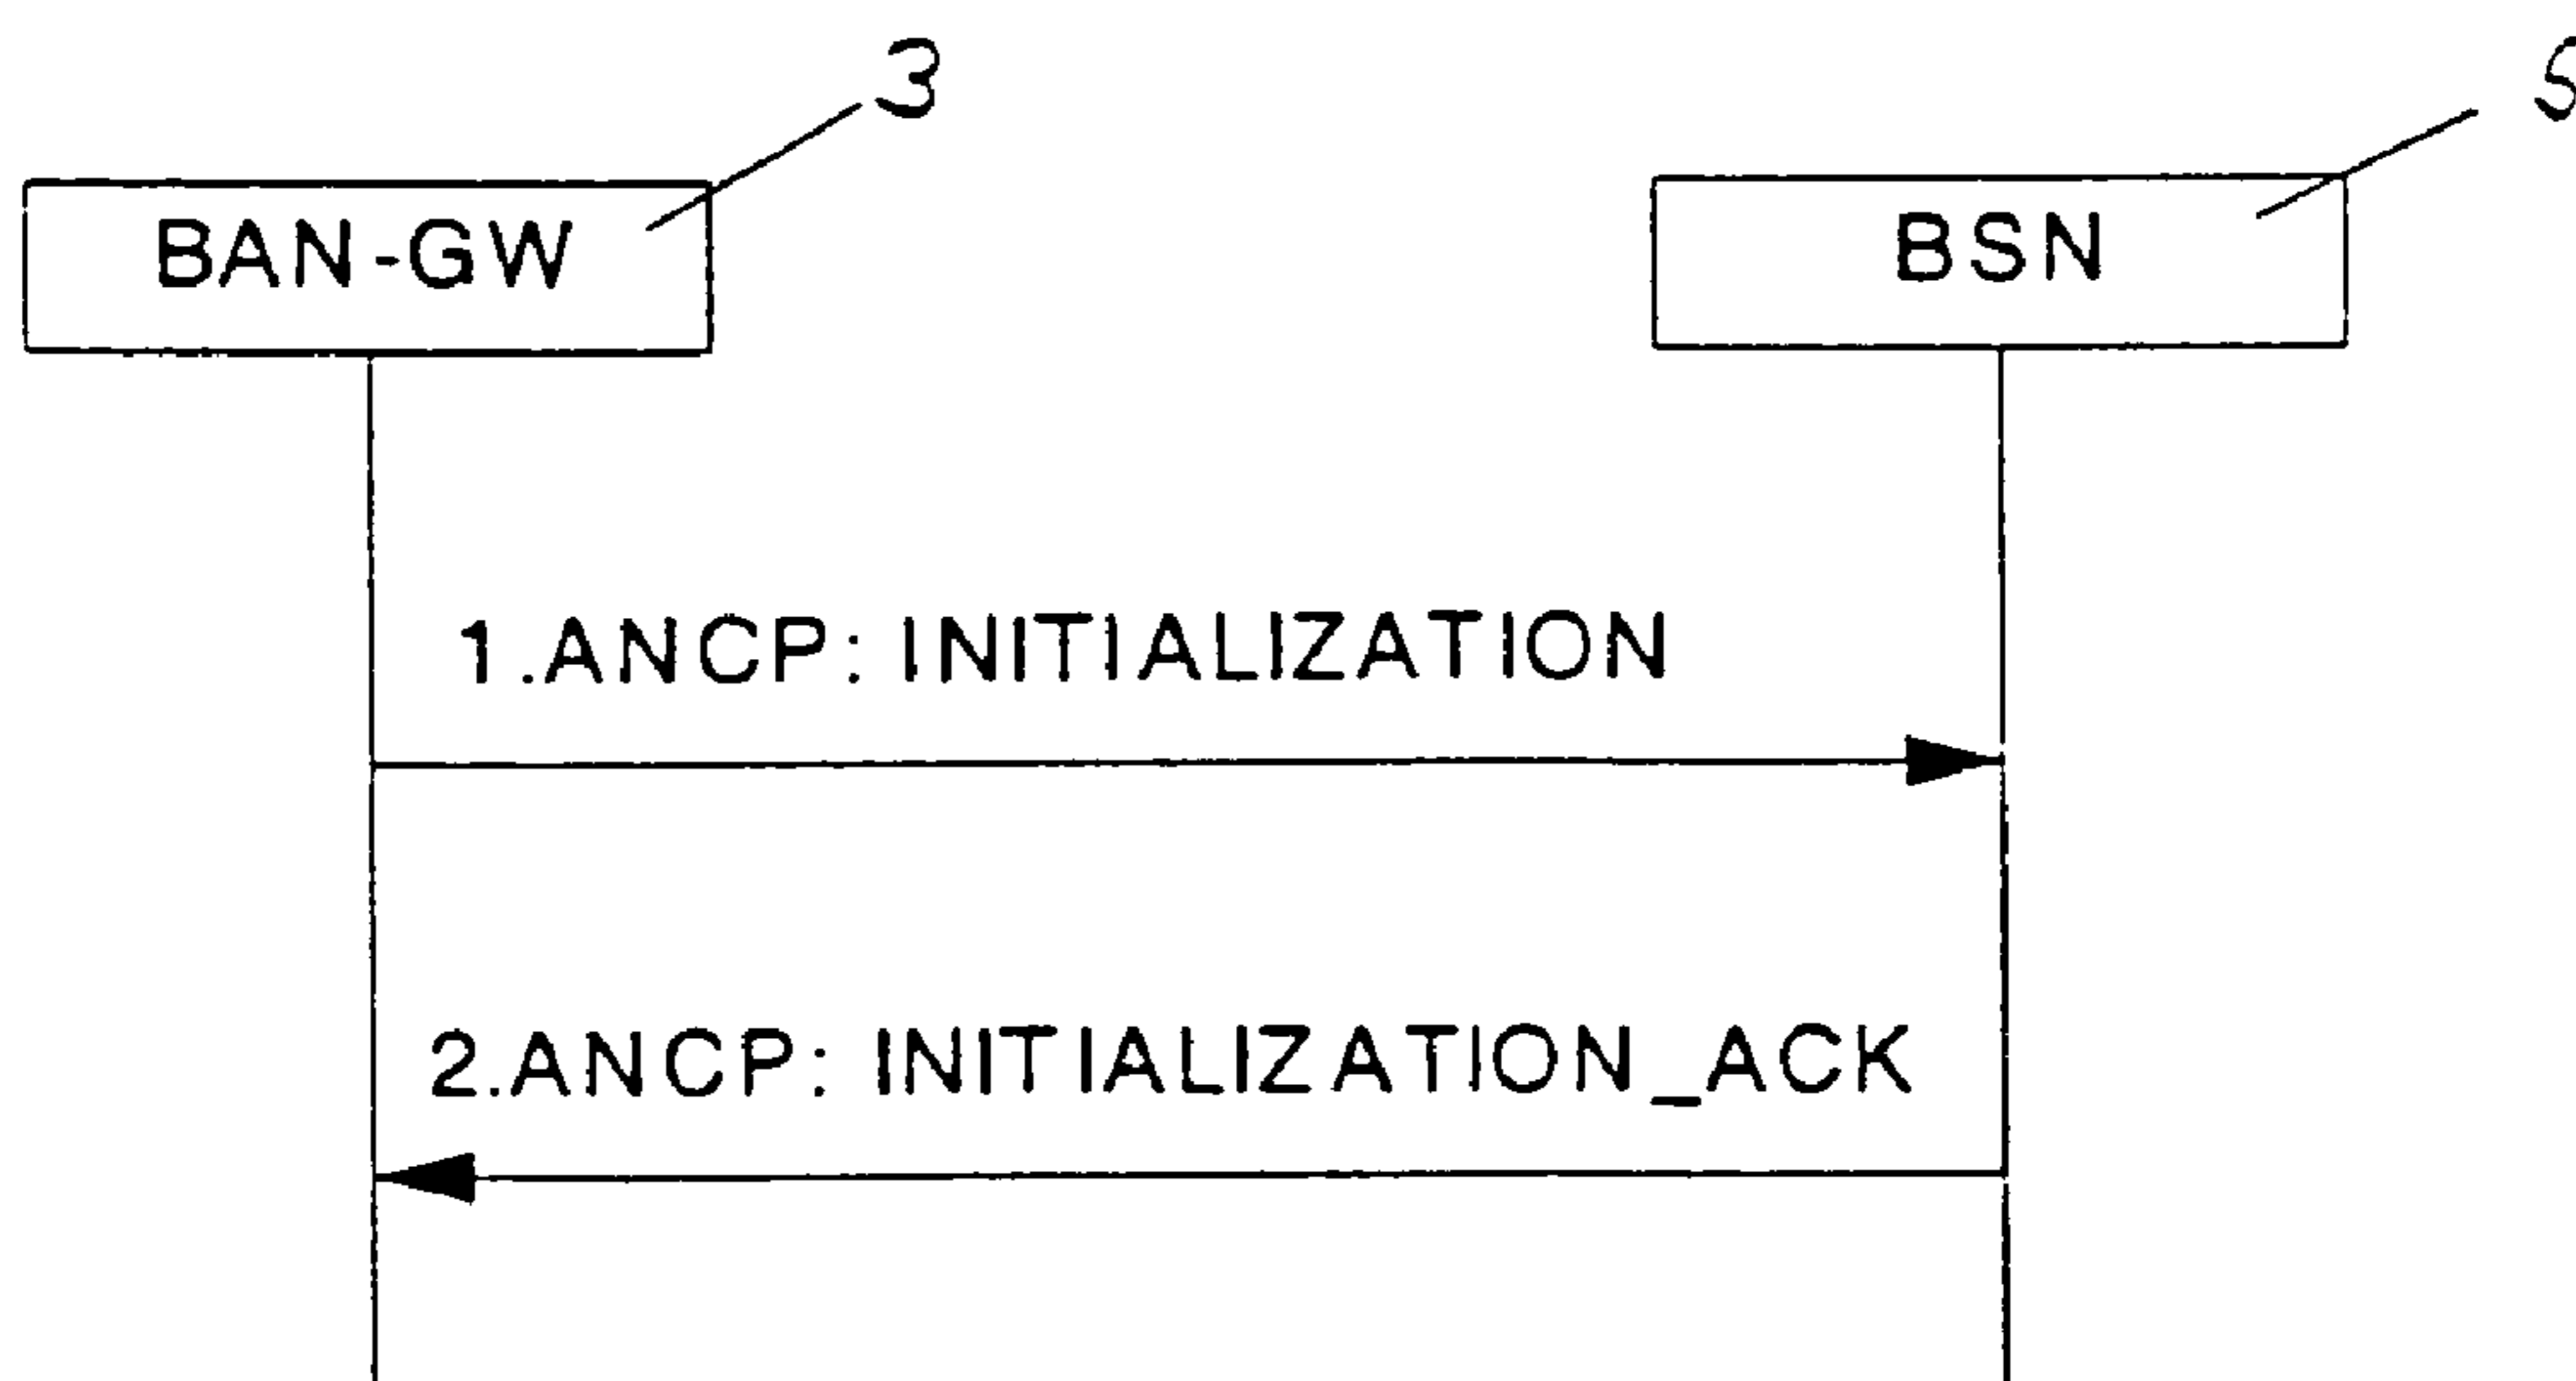 3
5
BAN-GW
BSN
1.ANCP: INITIALIZATION
2.ANCP: INITIALIZATION_ACK